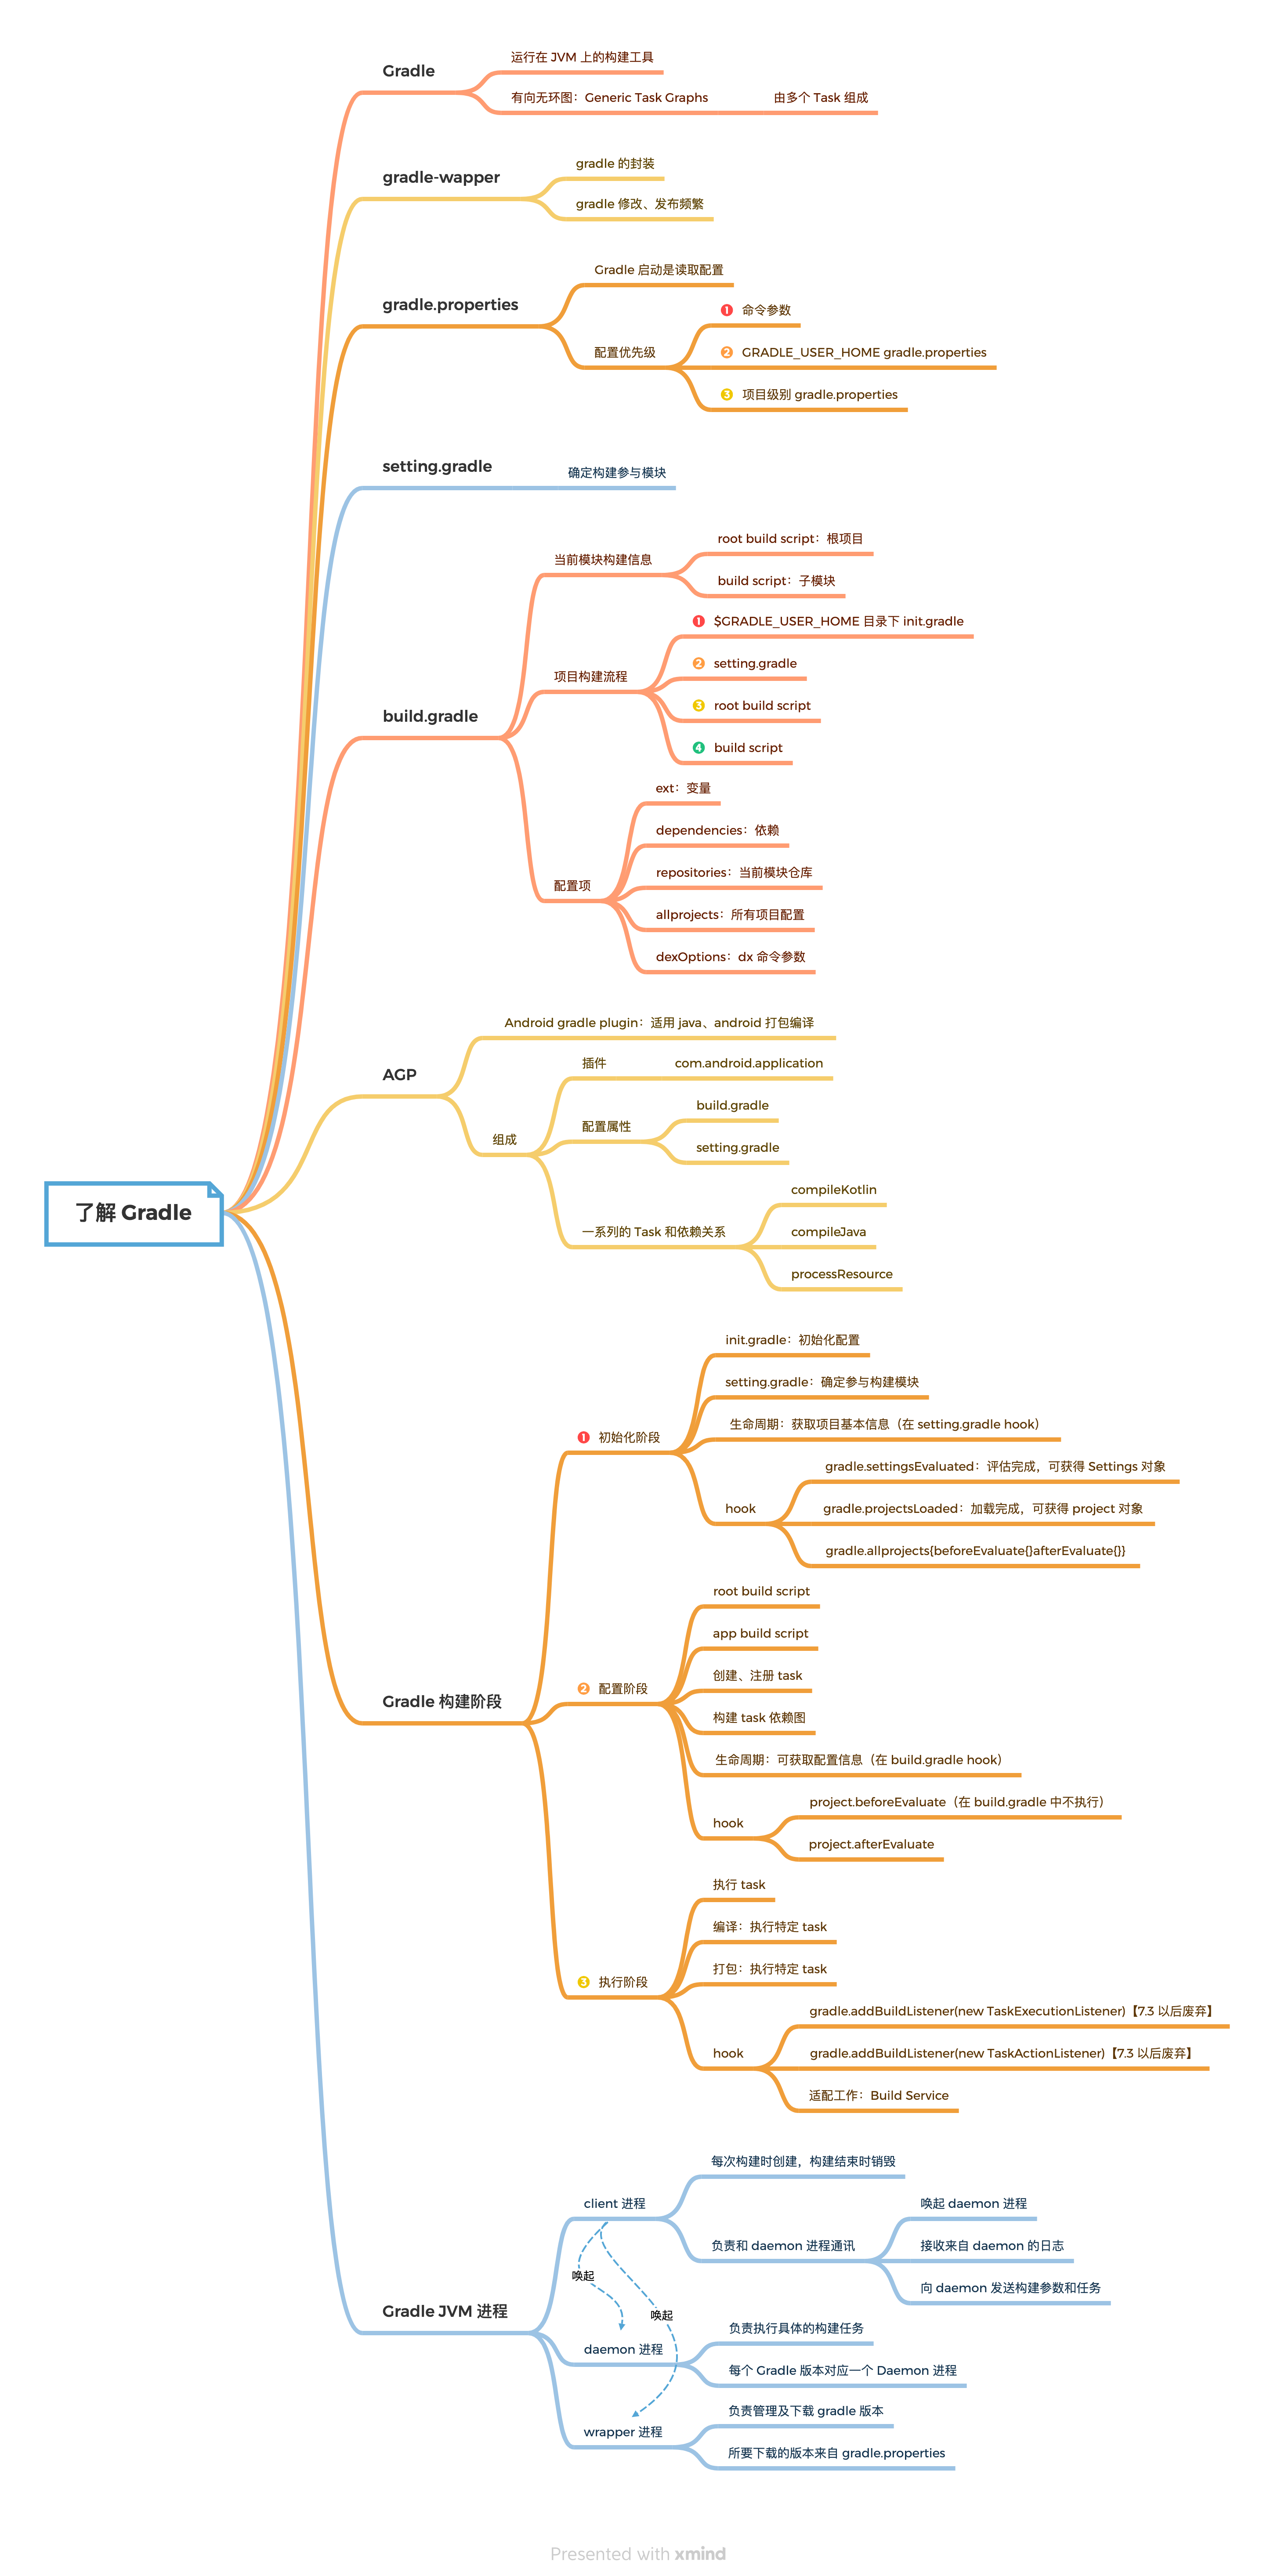 了解 Gradle
Gradle
运行在 JVM 上的构建工具
有向无环图：Generic Task Graphs
由多个 Task 组成
gradle-wapper
gradle 的封装
gradle 修改、发布频繁
gradle.properties
Gradle 启动是读取配置
配置优先级
1 命令参数
2 GRADLE_USER_HOME gradle.properties
3 项目级别 gradle.properties
setting.gradle
确定构建参与模块
build.gradle
当前模块构建信息
root build script：根项目
build script：子模块
项目构建流程
1 $GRADLE_USER_HOME 目录下 init.gradle
2 setting.gradle
3 root build script
4 build script
配置项
ext：变量
dependencies：依赖
repositories：当前模块仓库
allprojects：所有项目配置
dexOptions：dx 命令参数
AGP
Android gradle plugin：适用 java、android 打包编译
组成
插件
com.android.application
配置属性
build.gradle
setting.gradle
一系列的 Task 和依赖关系
compileKotlin
compileJava
processResource
Gradle 构建阶段
1 初始化阶段
init.gradle：初始化配置
setting.gradle：确定参与构建模块
生命周期：获取项目基本信息（在 setting.gradle hook）
hook
gradle.settingsEvaluated：评估完成，可获得 Settings 对象
gradle.projectsLoaded：加载完成，可获得 project 对象
gradle.allprojects{beforeEvaluate{}afterEvaluate{}}
2 配置阶段
root build script
app build script
创建、注册 task
构建 task 依赖图
生命周期：可获取配置信息（在 build.gradle hook）
hook
project.beforeEvaluate（在 build.gradle 中不执行）
project.afterEvaluate
3 执行阶段
执行 task
编译：执行特定 task
打包：执行特定 task
hook
gradle.addBuildListener(new TaskExecutionListener)【7.3 以后废弃】
gradle.addBuildListener(new TaskActionListener)【7.3 以后废弃】
适配工作：Build Service
Gradle JVM 进程
client 进程
每次构建时创建，构建结束时销毁
负责和 daemon 进程通讯
唤起 daemon 进程
接收来自 daemon 的日志
向 daemon 发送构建参数和任务
唤起
唤起
daemon 进程
负责执行具体的构建任务
每个 Gradle 版本对应一个 Daemon 进程
wrapper 进程
负责管理及下载 gradle 版本
所要下载的版本来自 gradle.properties
Presented with xmind